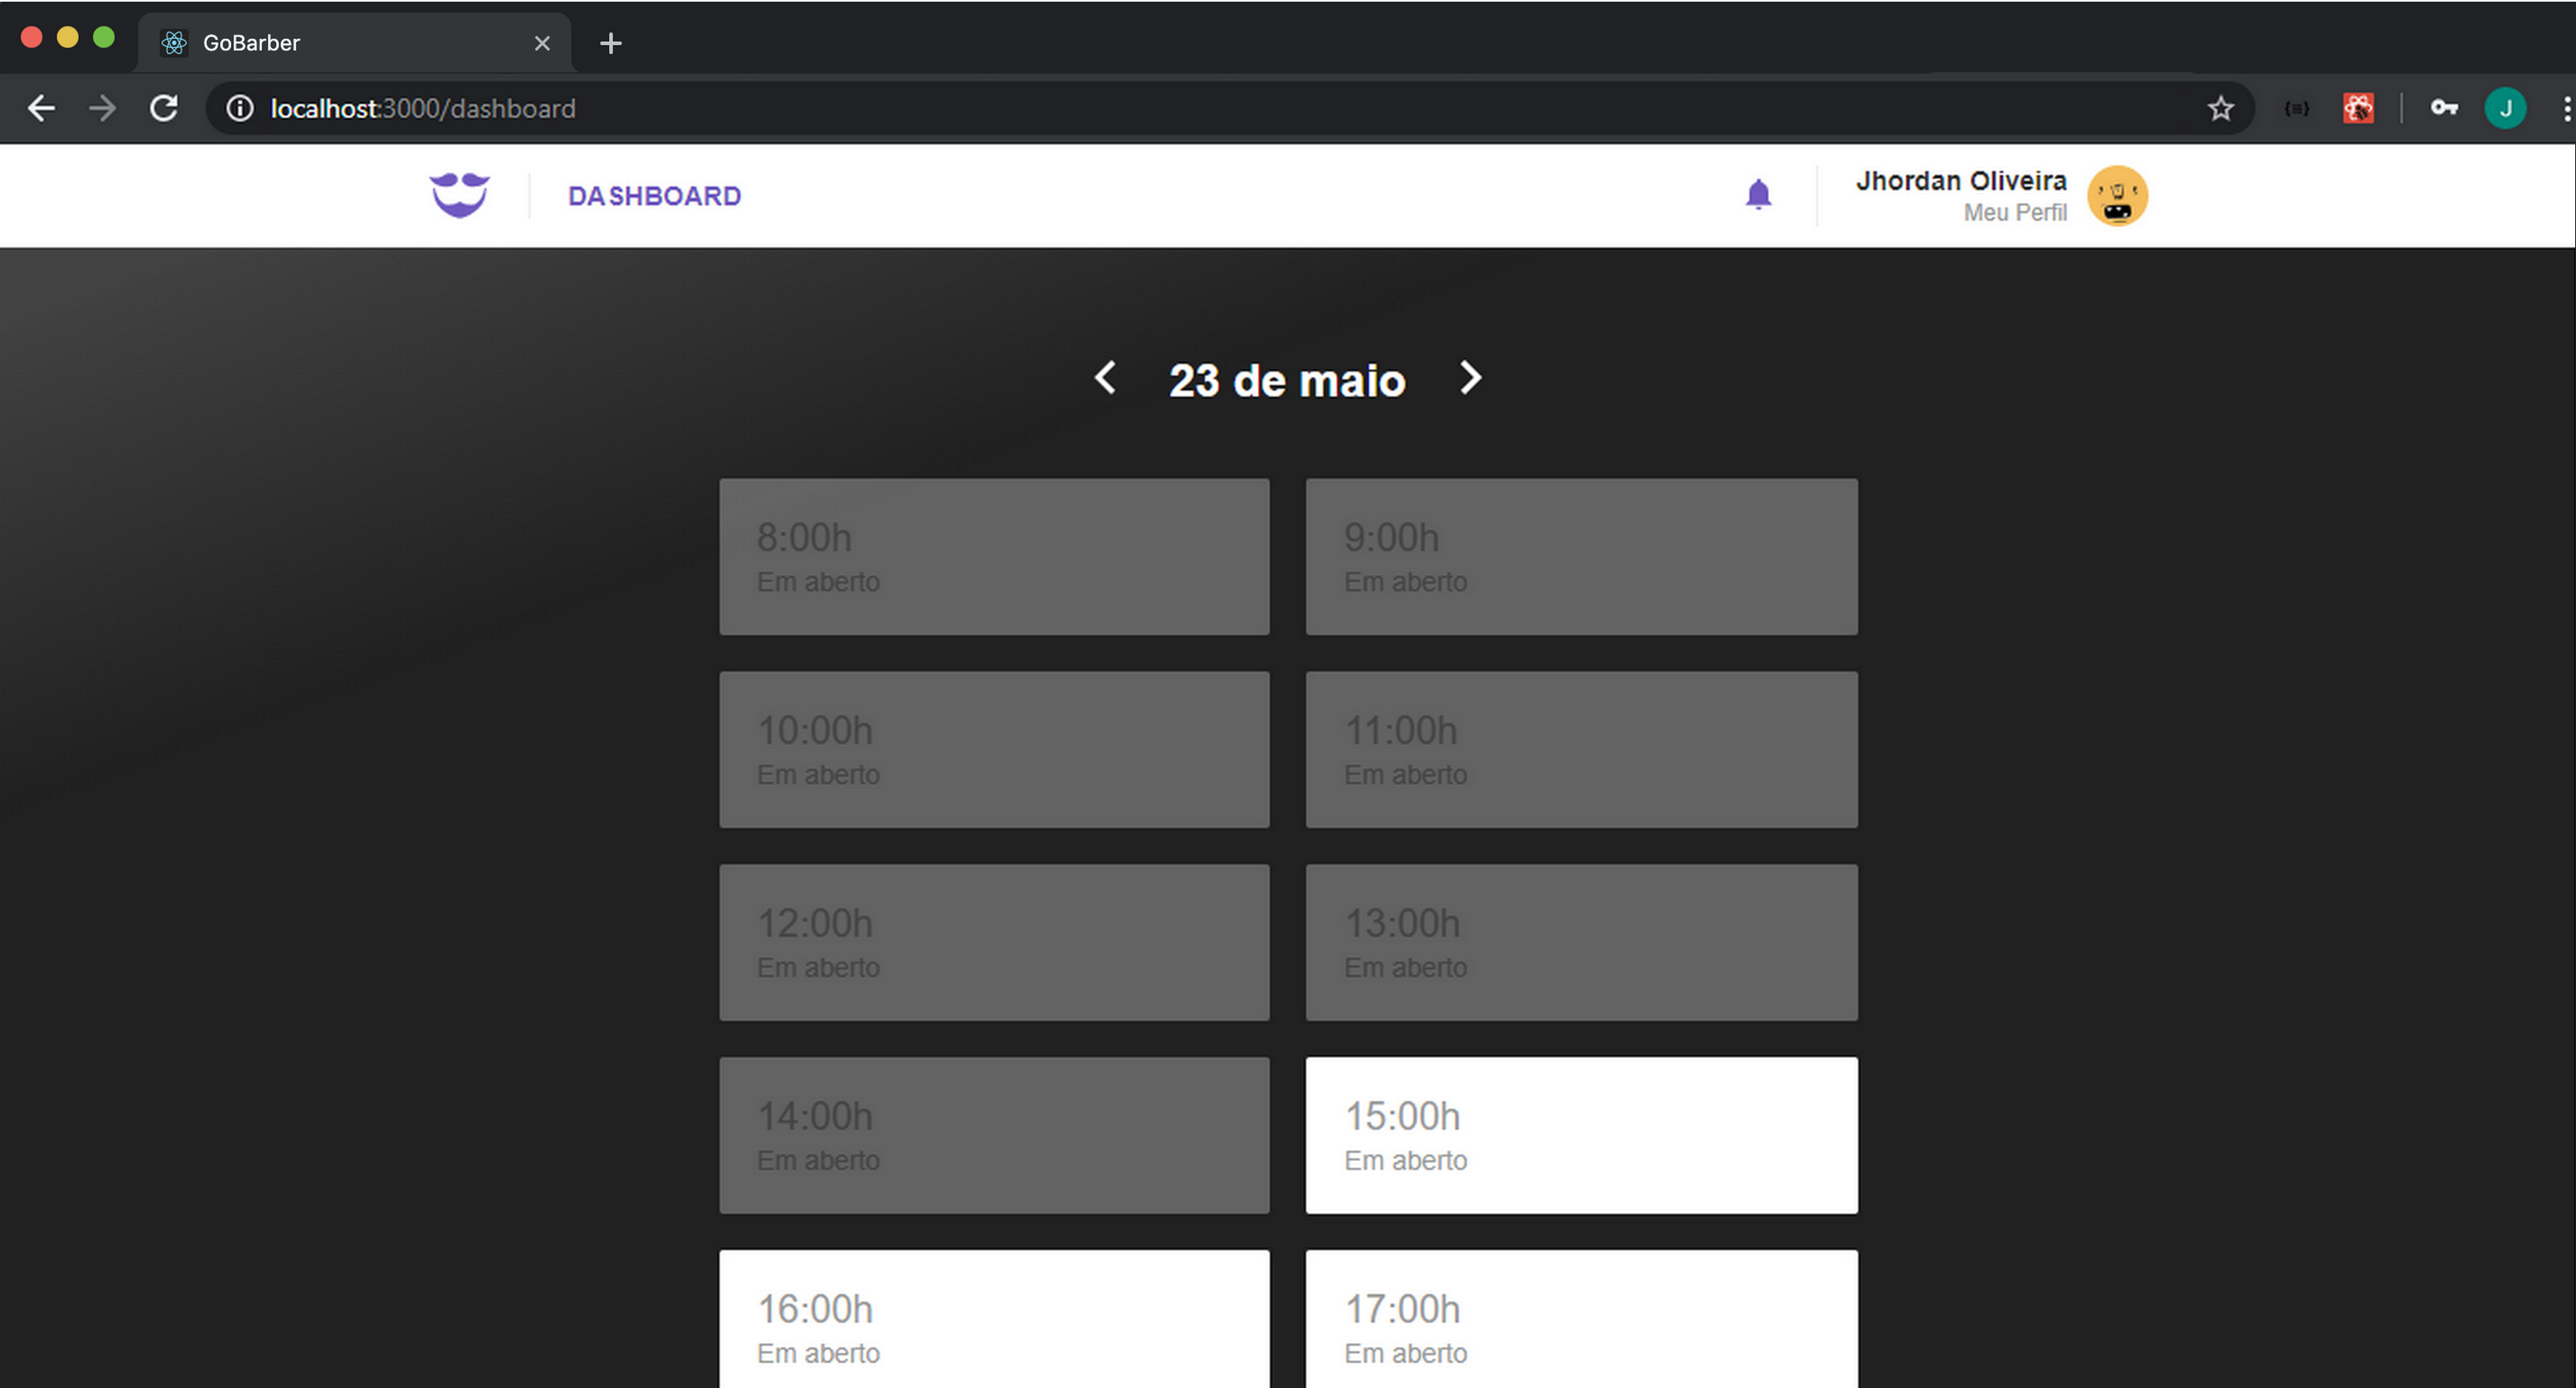 GoBarber
localhost:3000/dashboard
J
DASHBOARD
Jhordan Oliveira
Meu Perfil
23 de maio
8:00h
Em aberto
9:00h
Em aberto
10:00h
Em aberto
11:00h
Em aberto
12:00h
Em aberto
13:00h
Em aberto
14:00h
Em aberto
15:00h
Em aberto
16:00h
Em aberto
17:00h
Em aberto